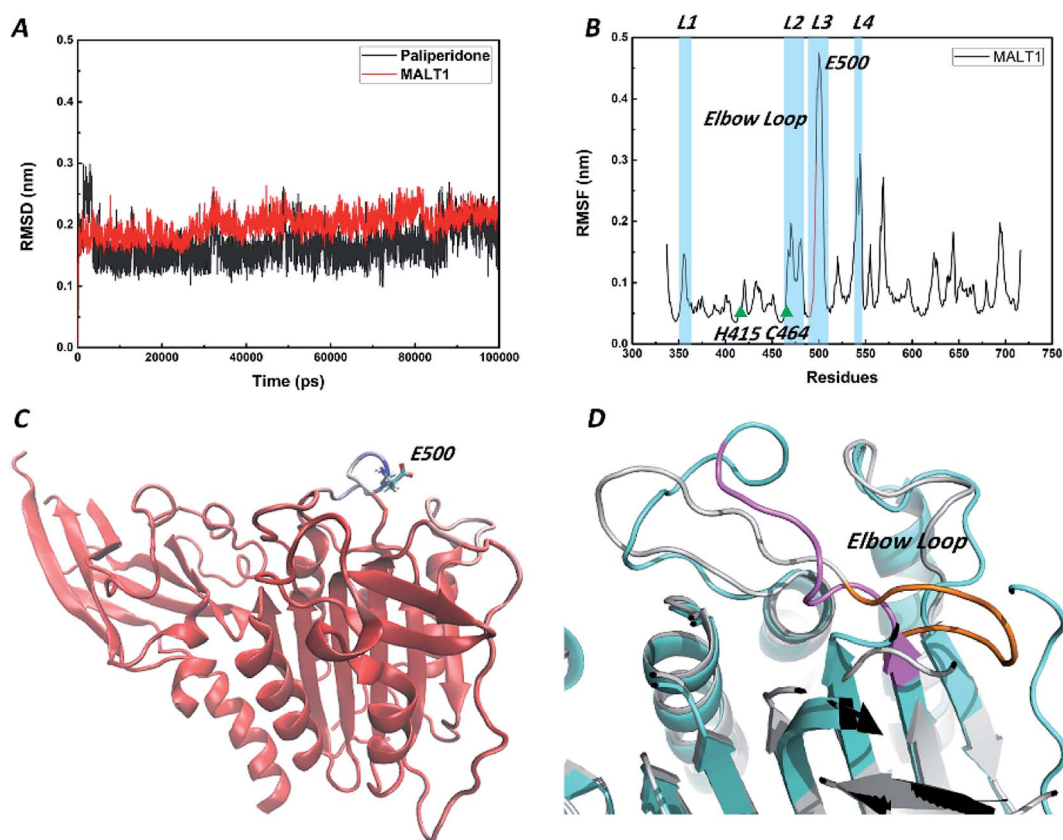 A
Paliperidone
MALT1
RMSD (nm)
0.5
0.4
0.3
0.2
0.1
0.0
0 20000 40000 60000 80000 100000
Time (ps)
B
L1 L2 L3 L4
MALT1
E500
Elbow Loop
H415 C464
RMSF (nm)
0.5
0.4
0.3
0.2
0.1
0.0
300 350 400 450 500 550 600 650 700 750
Residues
C
E500
D
Elbow Loop